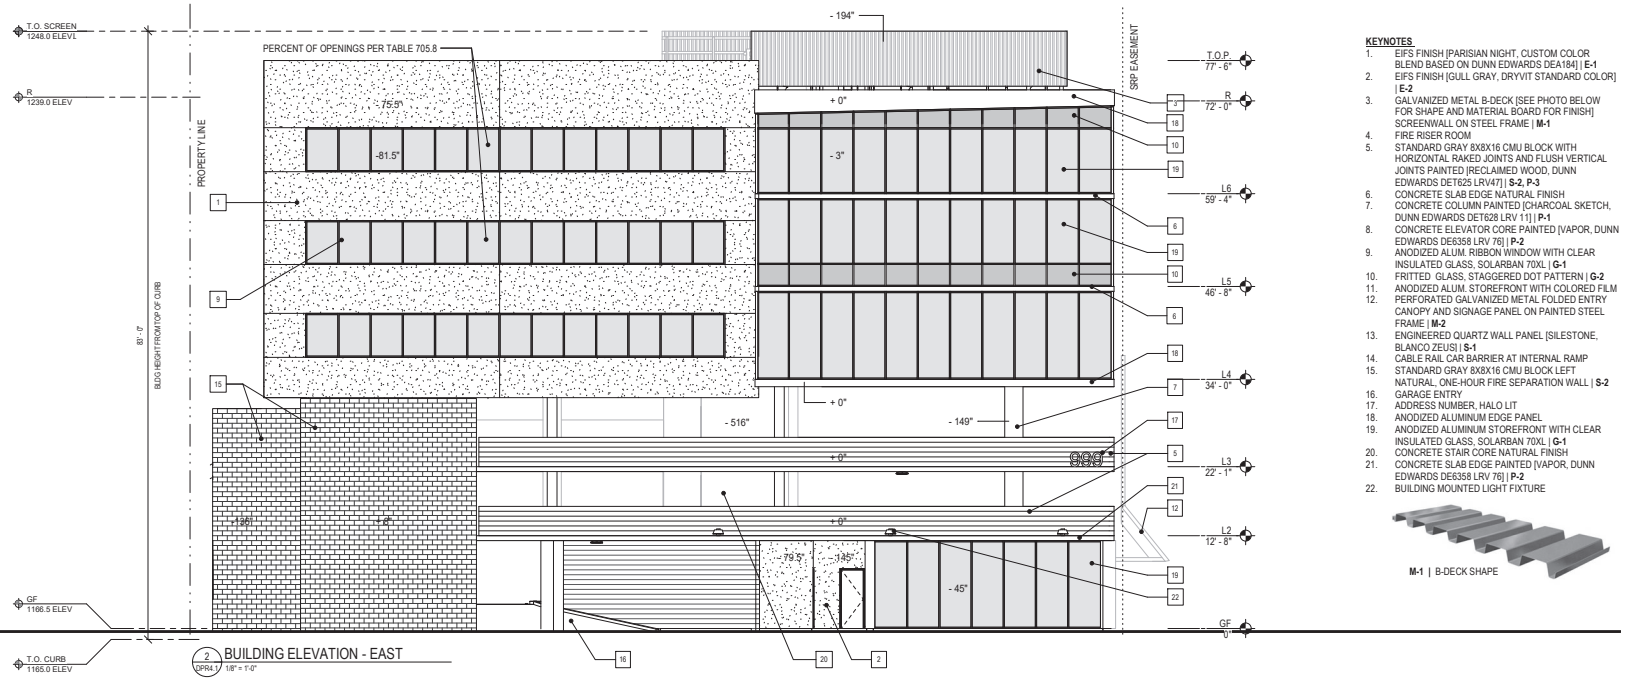 T.O. SCREEN
1248.0 ELEV.
R
1239.0 ELEV
PROPERTY LINE
83' - 0"
BLDG HEIGHT FROM TOP OF CURB
GF
1166.5 ELEV
T.O. CURB
1165.0 ELEV
PERCENT OF OPENINGS PER TABLE 705.8
- 194"
- 75.5"
-81.5"
+ 0"
- 3"
+ 0"
- 516"
- 149"
+ 0"
999
-136"
+ 8"
+ 0"
- 79.5"
- 145"
- 45"
1
9
15
16
20
2
SRP EASEMENT
3
18
10
19
6
19
10
6
18
7
17
5
21
12
19
22
T.O.P.
77' - 6"
R
72' - 0"
L6
59' - 4"
L5
46' - 8"
L4
34' - 0"
L3
22' - 1"
L2
12' - 8"
GF
0"
2
DPR4.1
BUILDING ELEVATION - EAST
1/8" = 1'-0"
KEYNOTES
1. EIFS FINISH [PARISIAN NIGHT, CUSTOM COLOR
BLEND BASED ON DUNN EDWARDS DEA184] | E-1
2. EIFS FINISH [GULL GRAY, DRYVIT STANDARD COLOR]
| E-2
3. GALVANIZED METAL B-DECK [SEE PHOTO BELOW
FOR SHAPE AND MATERIAL BOARD FOR FINISH]
SCREENWALL ON STEEL FRAME | M-1
4. FIRE RISER ROOM
5. STANDARD GRAY 8X8X16 CMU BLOCK WITH
HORIZONTAL RAKED JOINTS AND FLUSH VERTICAL
JOINTS PAINTED [RECLAIMED WOOD, DUNN
EDWARDS DET625 LRV47] | S-2, P-3
6. CONCRETE SLAB EDGE NATURAL FINISH
7. CONCRETE COLUMN PAINTED [CHARCOAL SKETCH,
DUNN EDWARDS DET628 LRV 11] | P-1
8. CONCRETE ELEVATOR CORE PAINTED [VAPOR, DUNN
EDWARDS DE6358 LRV 76] | P-2
9. ANODIZED ALUM. RIBBON WINDOW WITH CLEAR
INSULATED GLASS, SOLARBAN 70XL | G-1
10. FRITTED GLASS, STAGGERED DOT PATTERN | G-2
11. ANODIZED ALUM. STOREFRONT WITH COLORED FILM
12. PERFORATED GALVANIZED METAL FOLDED ENTRY
CANOPY AND SIGNAGE PANEL ON PAINTED STEEL
FRAME | M-2
13. ENGINEERED QUARTZ WALL PANEL [SILESTONE,
BLANCO ZEUS] | S-1
14. CABLE RAIL CAR BARRIER AT INTERNAL RAMP
15. STANDARD GRAY 8X8X16 CMU BLOCK LEFT
NATURAL, ONE-HOUR FIRE SEPARATION WALL | S-2
16. GARAGE ENTRY
17. ADDRESS NUMBER, HALO LIT
18. ANODIZED ALUMINUM EDGE PANEL
19. ANODIZED ALUMINUM STOREFRONT WITH CLEAR
INSULATED GLASS, SOLARBAN 70XL | G-1
20. CONCRETE STAIR CORE NATURAL FINISH
21. CONCRETE SLAB EDGE PAINTED [VAPOR, DUNN
EDWARDS DE6358 LRV 76] | P-2
22. BUILDING MOUNTED LIGHT FIXTURE
M-1 | B-DECK SHAPE